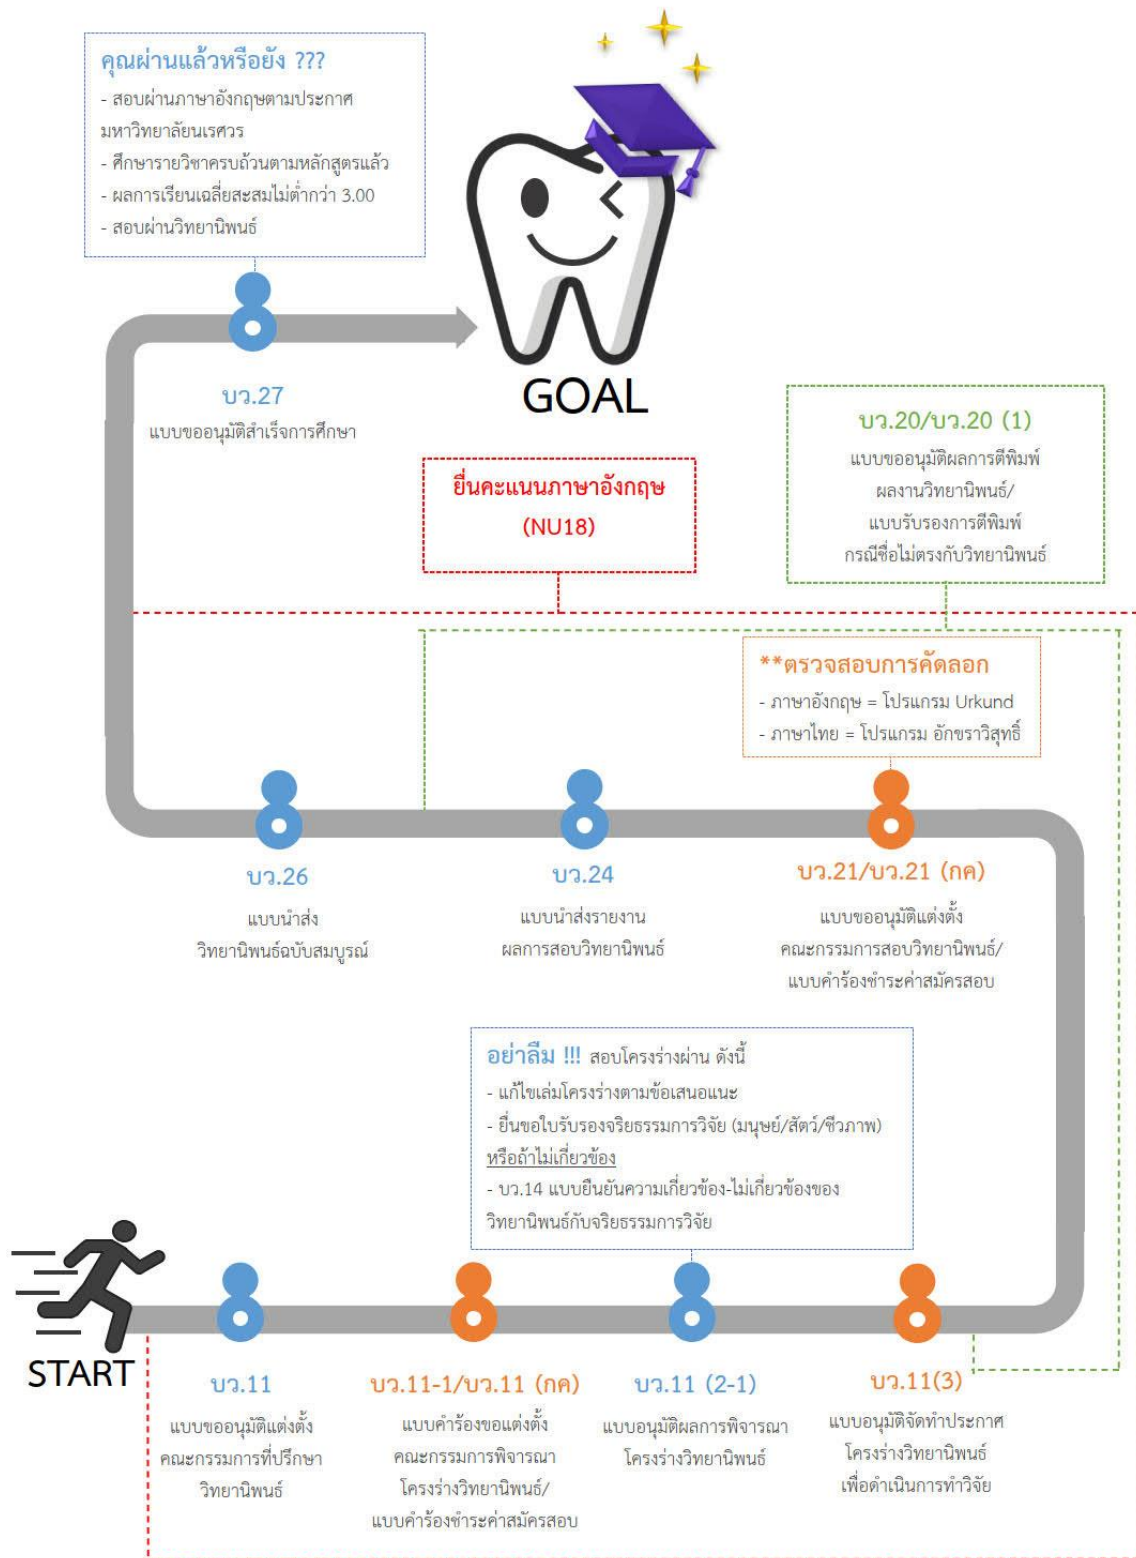 คุณผ่านแล้วหรือยัง ???
- สอบผ่านภาษาอังกฤษตามประกาศ
มหาวิทยาลัยนเรศวร
- ศึกษารายวิชาครบถ้วนตามหลักสูตรแล้ว
- ผลการเรียนเฉลี่ยสะสมไม่ต่ำกว่า 3.00
- สอบผ่านวิทยานิพนธ์
GOAL
บว.27
แบบขออนุมัติสำเร็จการศึกษา
ยื่นคะแนนภาษาอังกฤษ
(NU18)
บว.20/บว.20 (1)
แบบขออนุมัติผลการตีพิมพ์
ผลงานวิทยานิพนธ์/
แบบรับรองการตีพิมพ์
กรณีชื่อไม่ตรงกับวิทยานิพนธ์
**ตรวจสอบการคัดลอก
- ภาษาอังกฤษ = โปรแกรม Urkund
- ภาษาไทย = โปรแกรม อักขราวิสุทธิ์
บว.26
แบบนำส่ง
วิทยานิพนธ์ฉบับสมบูรณ์
บว.24
แบบนำส่งรายงาน
ผลการสอบวิทยานิพนธ์
บว.21/บว.21 (กค)
แบบขออนุมัติแต่งตั้ง
คณะกรรมการสอบวิทยานิพนธ์/
แบบคำร้องชำระค่าสมัครสอบ
อย่าลืม !!! สอบโครงร่างผ่าน ดังนี้
- แก้ไขเล่มโครงร่างตามข้อเสนอแนะ
- ยื่นขอใบรับรองจริยธรรมการวิจัย (มนุษย์/สัตว์/ชีวภาพ)
หรือถ้าไม่เกี่ยวข้อง
- บว.14 แบบยืนยันความเกี่ยวข้อง-ไม่เกี่ยวข้องของ
วิทยานิพนธ์กับจริยธรรมการวิจัย
START
บว.11
แบบขออนุมัติแต่งตั้ง
คณะกรรมการที่ปรึกษา
วิทยานิพนธ์
บว.11-1/บว.11 (กค)
แบบคำร้องขอแต่งตั้ง
คณะกรรมการพิจารณา
โครงร่างวิทยานิพนธ์/
แบบคำร้องชำระค่าสมัครสอบ
บว.11 (2-1)
แบบอนุมัติผลการพิจารณา
โครงร่างวิทยานิพนธ์
บว.11(3)
แบบอนุมัติจัดทำประกาศ
โครงร่างวิทยานิพนธ์
เพื่อดำเนินการทำวิจัย